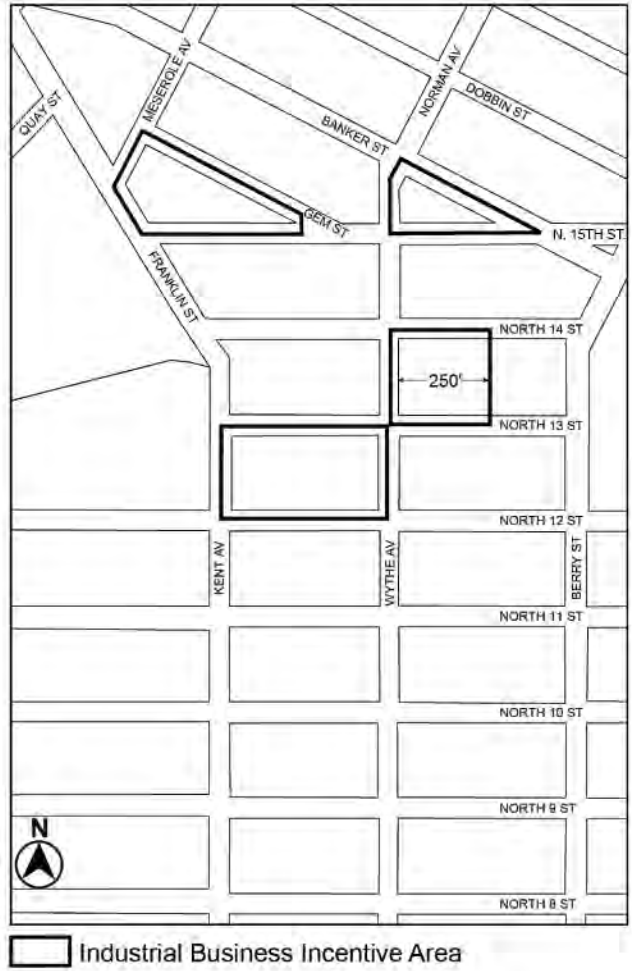 MESEROLE AV
NORMAN AV
DOBBIN ST
QUAY ST
BANKER ST
GEM ST
N. 15TH ST.
FRANKLIN ST
NORTH 14 ST
250'
NORTH 13 ST
NORTH 12 ST
KENT AV
WYTHE AV
BERRY ST
NORTH 11 ST
NORTH 10 ST
NORTH 9 ST
N
NORTH 8 ST
Industrial Business Incentive Area